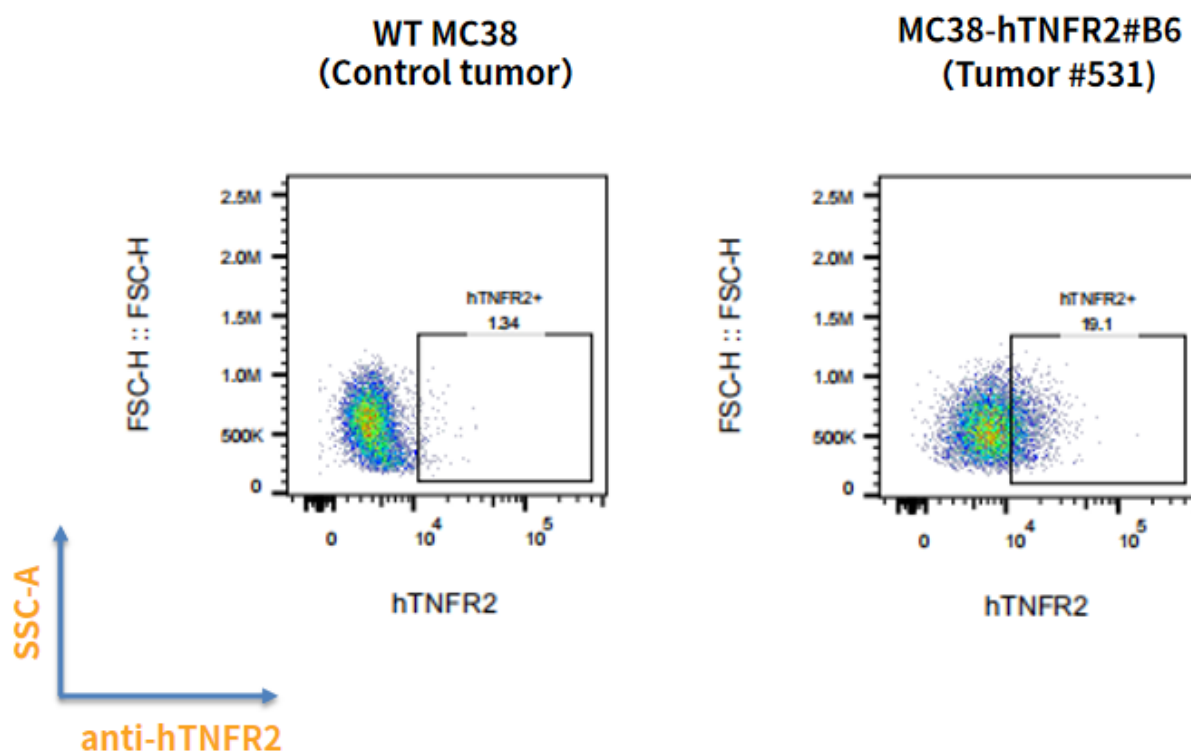 WT MC38
（Control tumor）
MC38-hTNFR2#B6
（Tumor #531）
FSC-H :: FSC-H
2.5M
2.0M
1.5M
1.0M
500K
0
hTNFR2+
1.34
0
10^4
10^5
hTNFR2
FSC-H :: FSC-H
2.5M
2.0M
1.5M
1.0M
500K
0
hTNFR2+
19.1
0
10^4
10^5
hTNFR2
SSC-A
anti-hTNFR2